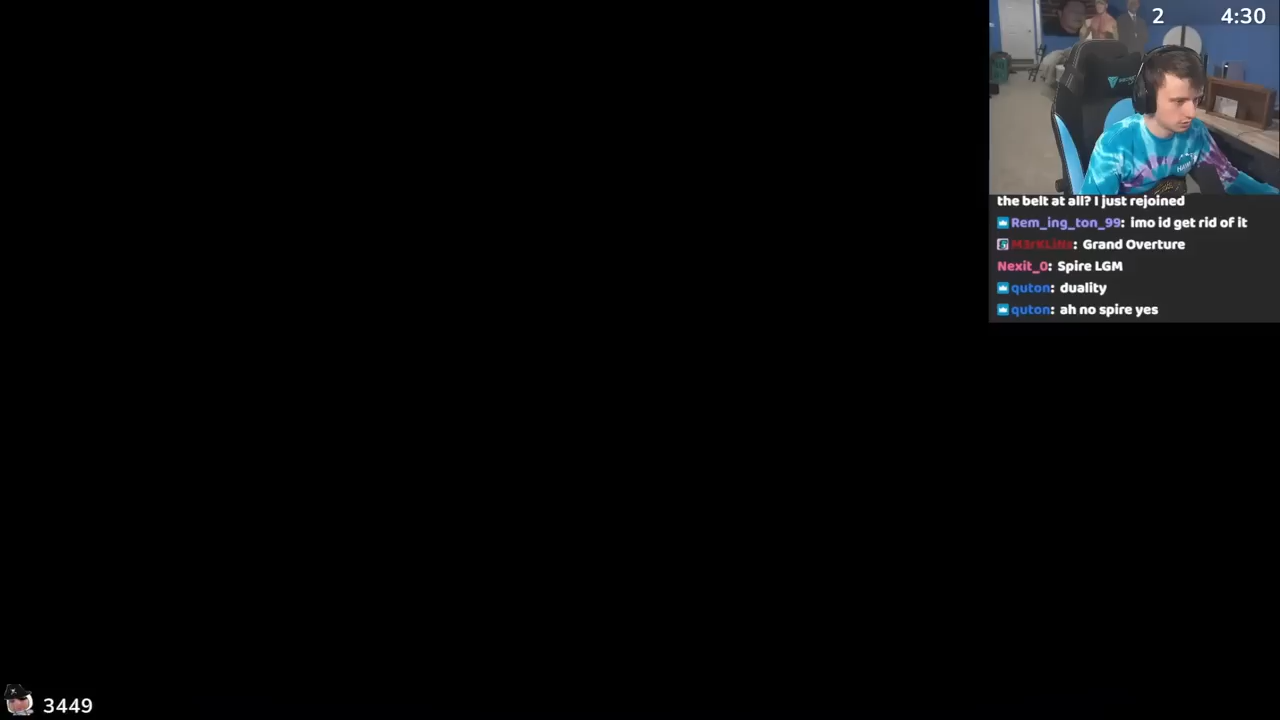 2 4:30
the belt at all? I just rejoined
Rem_ing_ton_99: imo id get rid of it
M3rKLiNs: Grand Overture
Nexit_0: Spire LGM
quton: duality
quton: ah no spire yes
3449